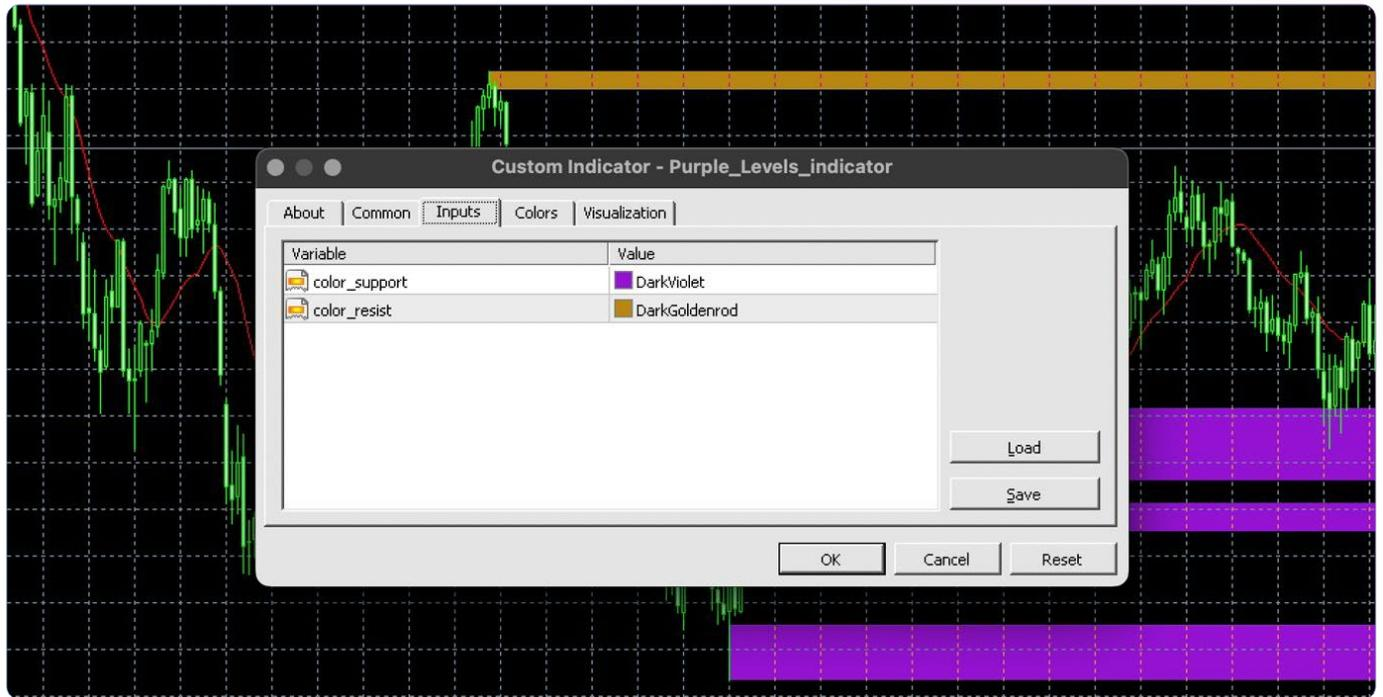 Custom Indicator - Purple_Levels_indicator
About Common Inputs Colors Visualization
Variable Value
color_support DarkViolet
color_resist DarkGoldenrod
Load
Save
OK Cancel Reset